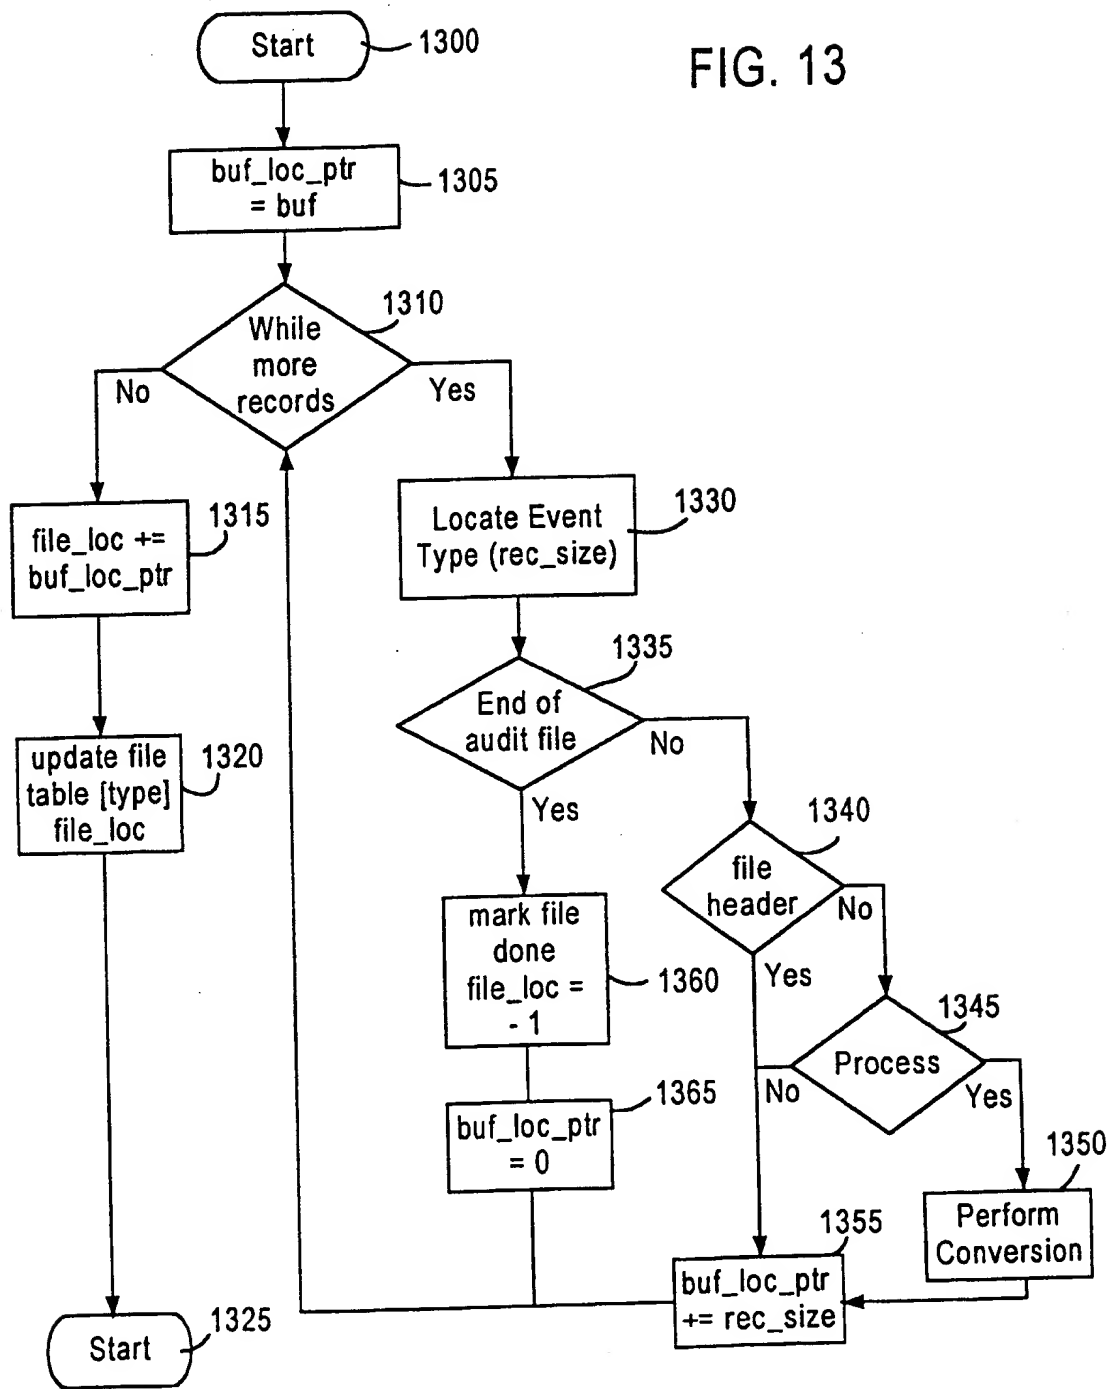 Start
1300
FIG. 13
buf_loc_ptr
= buf
1305
While
more
records
1310
No
Yes
file_loc +=
buf_loc_ptr
1315
Locate Event
Type (rec_size)
1330
End of
audit file
1335
No
Yes
update file
table [type]
file_loc
1320
file
header
1340
No
Yes
mark file
done
file_loc =
- 1
1360
Process
1345
No
Yes
buf_loc_ptr
= 0
1365
Perform
Conversion
1350
buf_loc_ptr
+= rec_size
1355
Start
1325